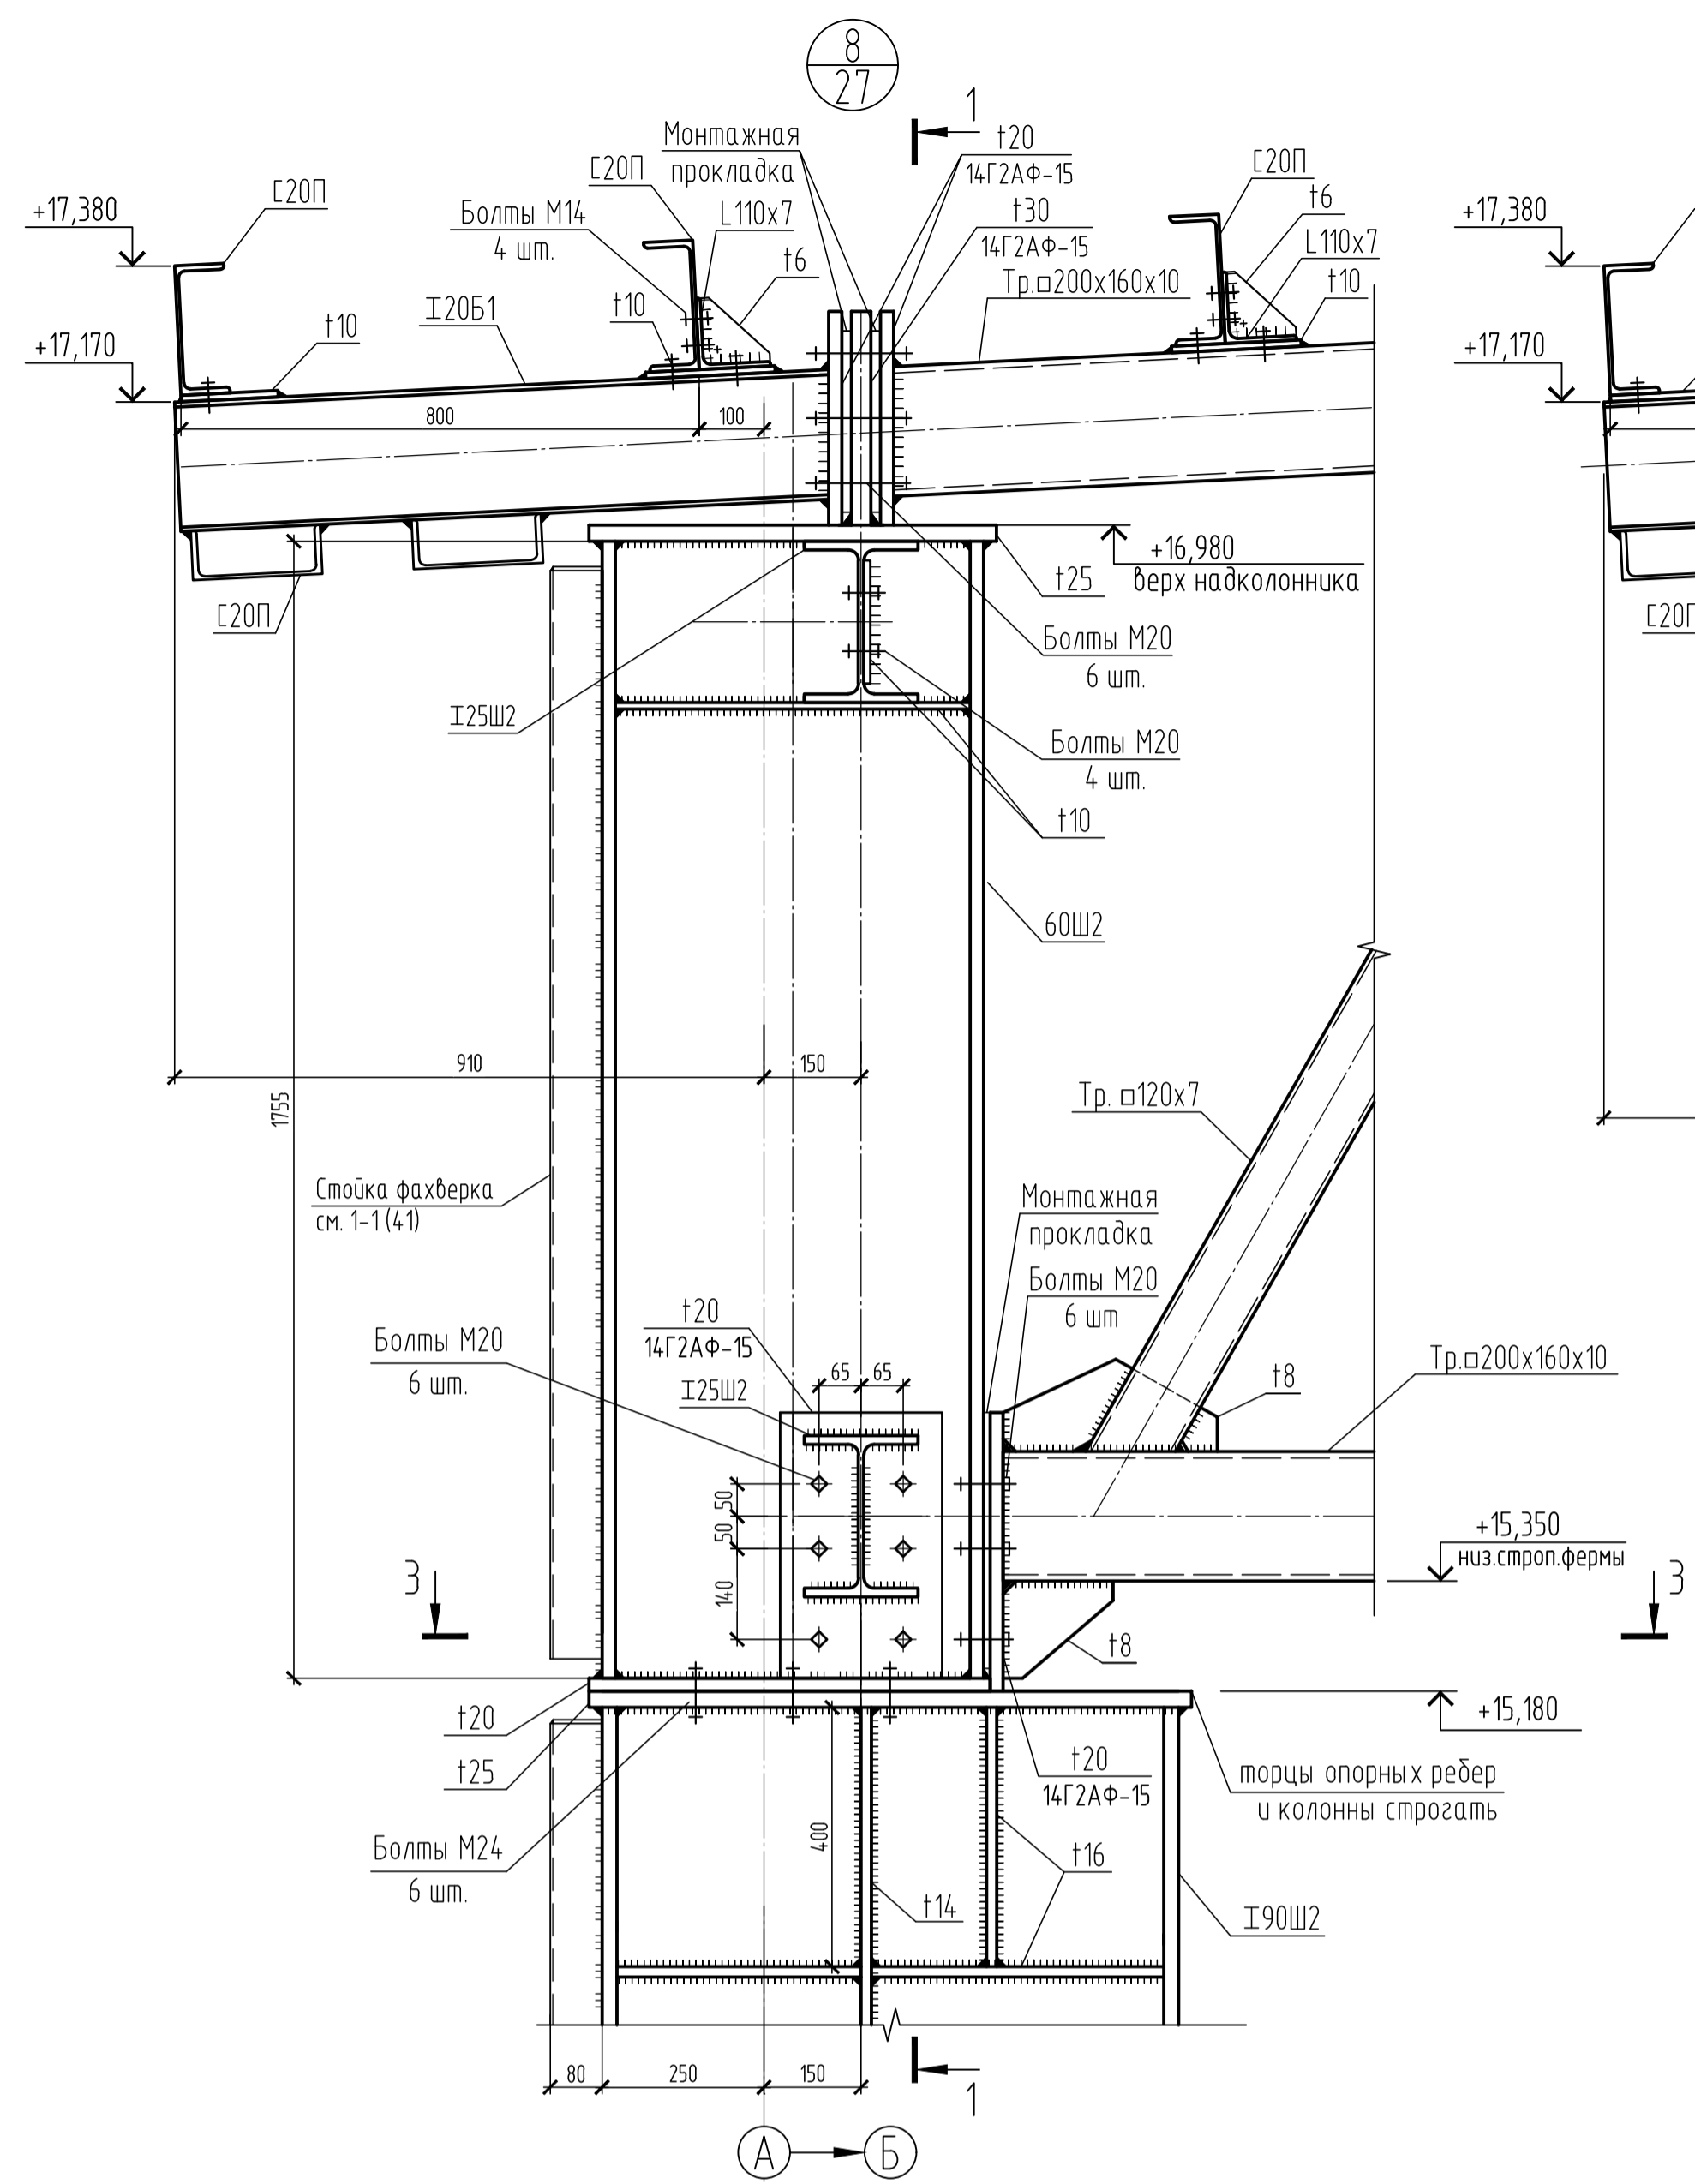 8
27
1
Монтажная
прокладка
t20
14Г2АФ-15
t30
14Г2АФ-15
[20П
+17,380
[20П
Болты М14
4 шт.
L110x7
t6
[20П
t6
L110x7
t10
+17,380
+17,170
t10
I20Б1
t10
Тр.□200x160x10
+17,170
800
100
+16,980
верх надколонника
[20П
t25
Болты М20
6 шт.
[20П
I25Ш2
Болты М20
4 шт.
t10
60Ш2
910
150
1755
Тр. □120x7
Стойка фахверка
см. 1-1 (41)
Монтажная
прокладка
Болты М20
6 шт
t20
14Г2АФ-15
Болты М20
6 шт.
65
65
I25Ш2
t8
Тр.□200x160x10
50
50
140
+15,350
низ.строп.фермы
3
3
t8
t20
t25
+15,180
t20
14Г2АФ-15
торцы опорных ребер
и колонны строгать
Болты М24
6 шт.
400
t16
t14
I90Ш2
80
250
150
1
А
Б